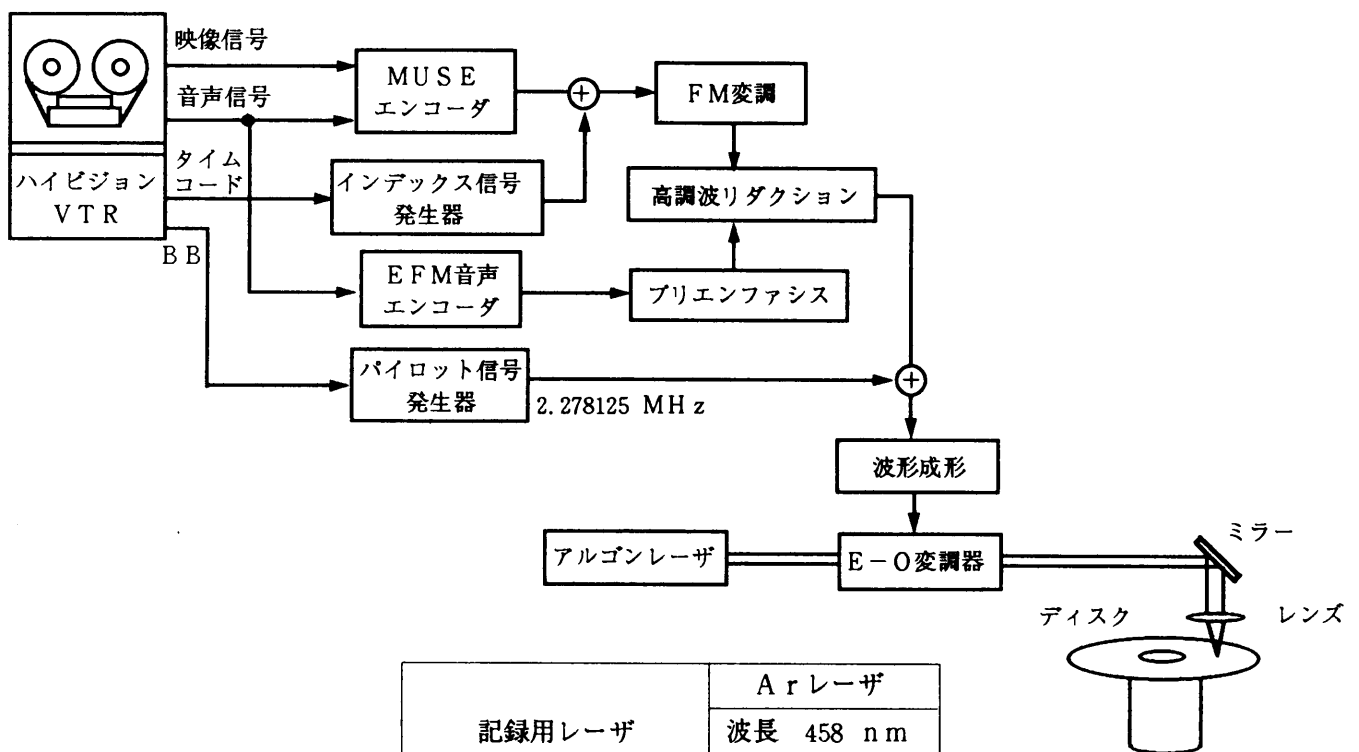 映像信号
音声信号
タイム
コード
ハイビジョン
VTR
BB
MUSE
エンコーダ
インデックス信号
発生器
EFM音声
エンコーダ
パイロット信号
発生器
2.278125 MHz
FM変調
高調波リダクション
プリエンファシス
波形成形
アルゴンレーザ
E-O変調器
ミラー
レンズ
ディスク
記録用レーザ
Arレーザ
波長 458 nm